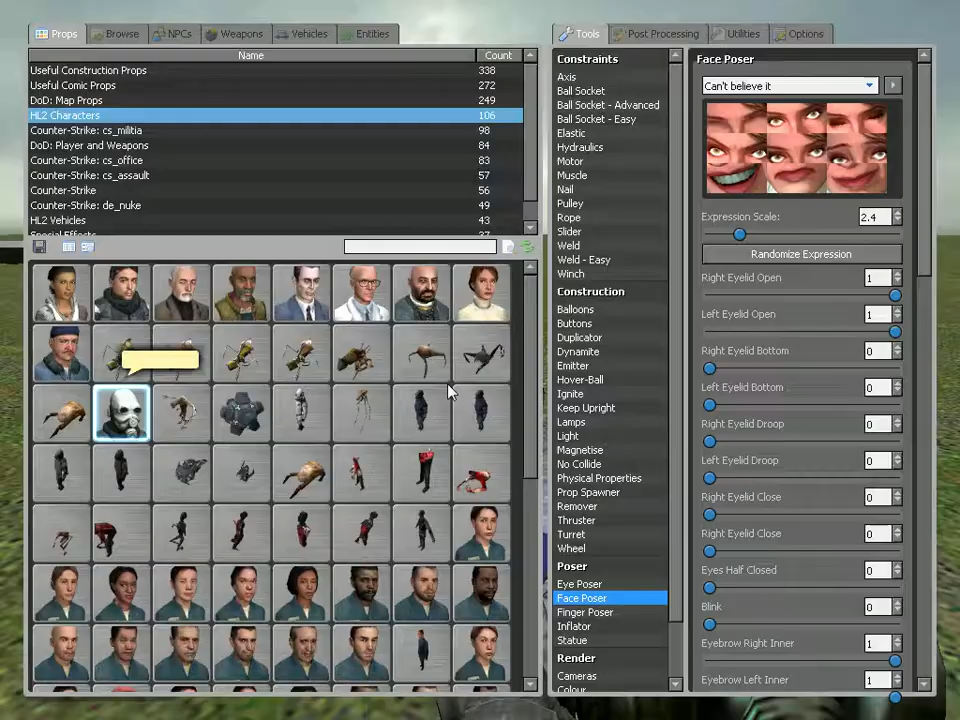 Props
Browse
NPCs
Weapons
Vehicles
Entities
Name
Count
Useful Construction Props
338
Useful Comic Props
272
DoD: Map Props
249
HL2 Characters
106
Counter-Strike: cs_militia
98
DoD: Player and Weapons
84
Counter-Strike: cs_office
83
Counter-Strike: cs_assault
57
Counter-Strike
56
Counter-Strike: de_nuke
49
HL2 Vehicles
43
Special Effects
37
Tools
Post Processing
Utilities
Options
Constraints
Axis
Ball Socket
Ball Socket - Advanced
Ball Socket - Easy
Elastic
Hydraulics
Motor
Muscle
Nail
Pulley
Rope
Slider
Weld
Weld - Easy
Winch
Construction
Balloons
Buttons
Duplicator
Dynamite
Emitter
Hover-Ball
Ignite
Keep Upright
Lamps
Light
Magnetise
No Collide
Physical Properties
Prop Spawner
Remover
Thruster
Turret
Wheel
Poser
Eye Poser
Face Poser
Finger Poser
Inflator
Statue
Render
Cameras
Colour
Face Poser
Can't believe it
Expression Scale:
2.4
Randomize Expression
Right Eyelid Open
1
Left Eyelid Open
1
Right Eyelid Bottom
0
Left Eyelid Bottom
0
Right Eyelid Droop
0
Left Eyelid Droop
0
Right Eyelid Close
0
Right Eyelid Close
0
Eyes Half Closed
0
Blink
0
Eyebrow Right Inner
1
Eyebrow Left Inner
1